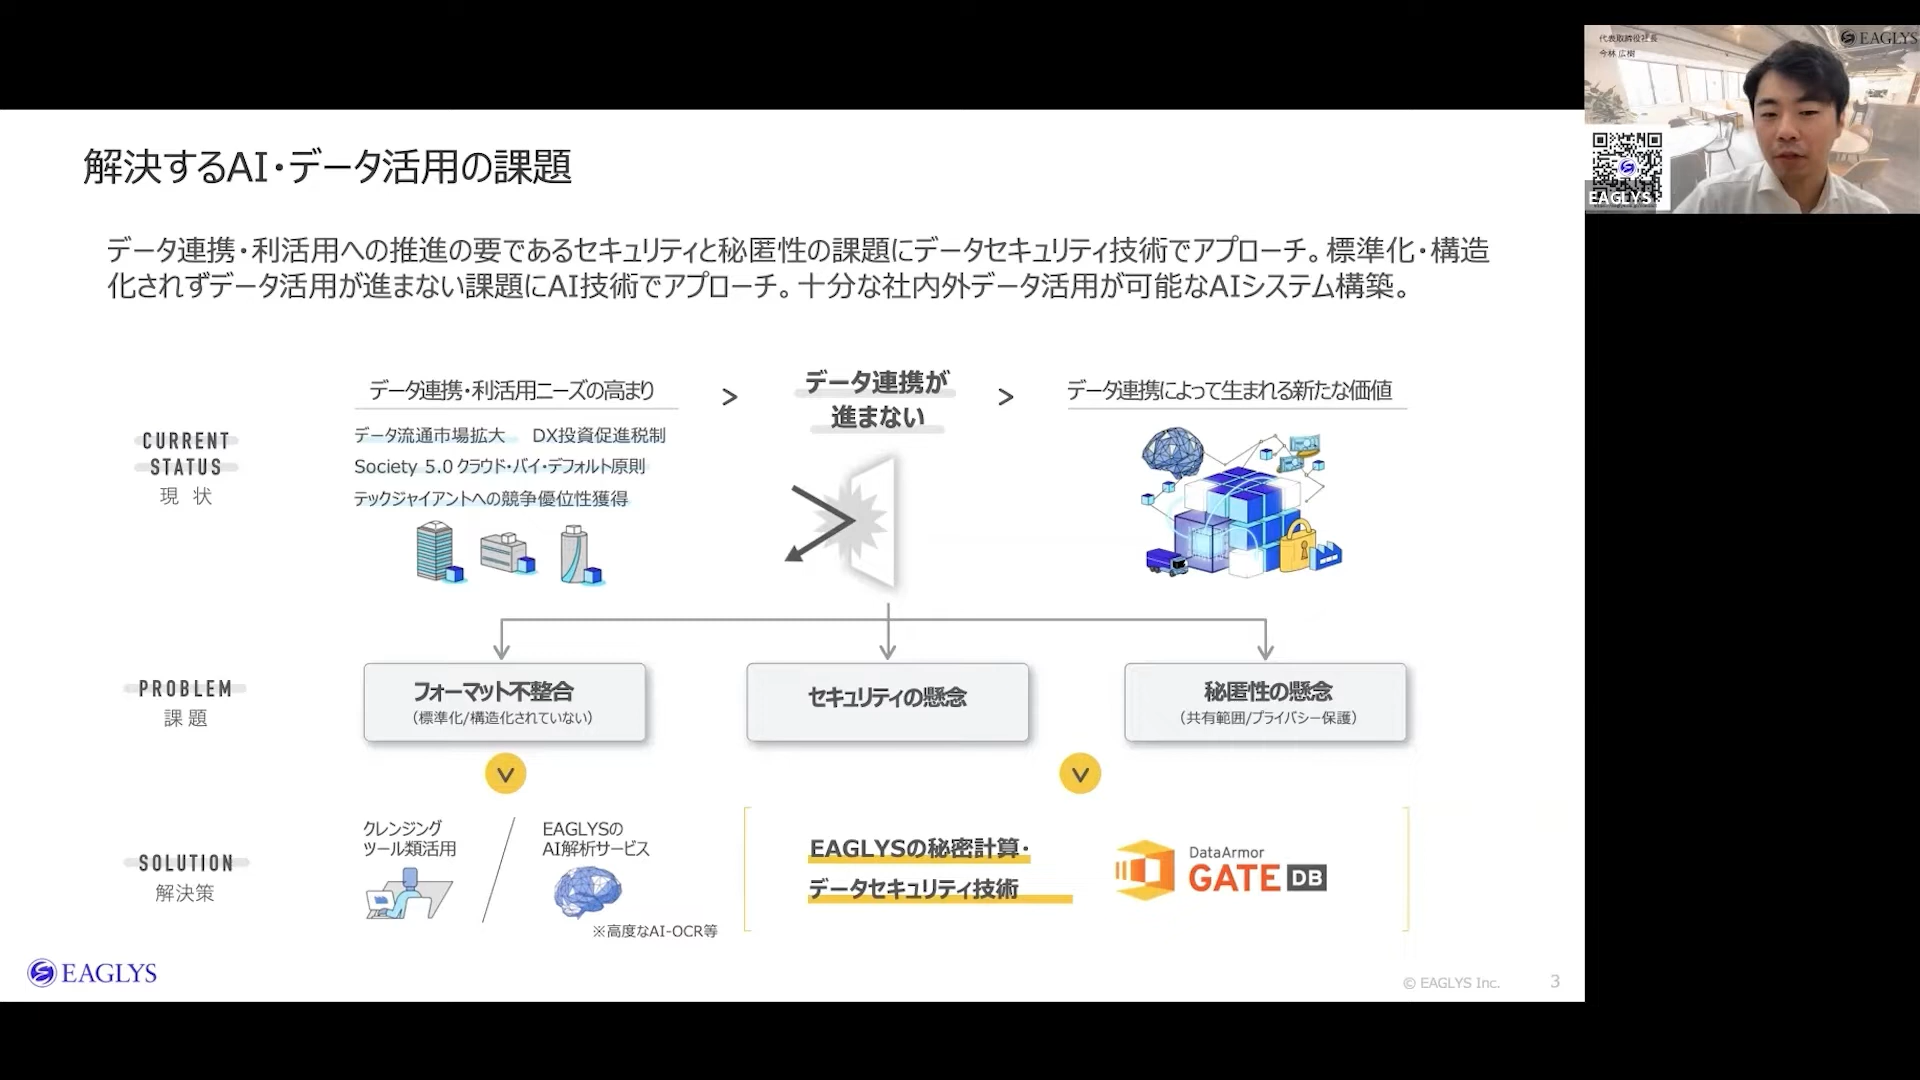 代表取締役社長
今林 広樹
EAGLYS
EAGLYS
解決するAI・データ活用の課題
データ連携・利活用への推進の要であるセキュリティと秘匿性の課題にデータセキュリティ技術でアプローチ。標準化・構造
化されずデータ活用が進まない課題にAI技術でアプローチ。十分な社内外データ活用が可能なAIシステム構築。
データ連携・利活用ニーズの高まり
>
データ連携が
進まない
>
データ連携によって生まれる新たな価値
CURRENT
STATUS
現 状
データ流通市場拡大 DX投資促進税制
Society 5.0 クラウド・バイ・デフォルト原則
テックジャイアントへの競争優位性獲得
PROBLEM
課 題
フォーマット不整合
（標準化/構造化されていない）
セキュリティの懸念
秘匿性の懸念
（共有範囲/プライバシー保護）
SOLUTION
解決策
クレンジング
ツール類活用
EAGLYSの
AI解析サービス
※高度なAI-OCR等
EAGLYSの秘密計算・
データセキュリティ技術
DataArmor
GATE DB
EAGLYS
© EAGLYS Inc.
3